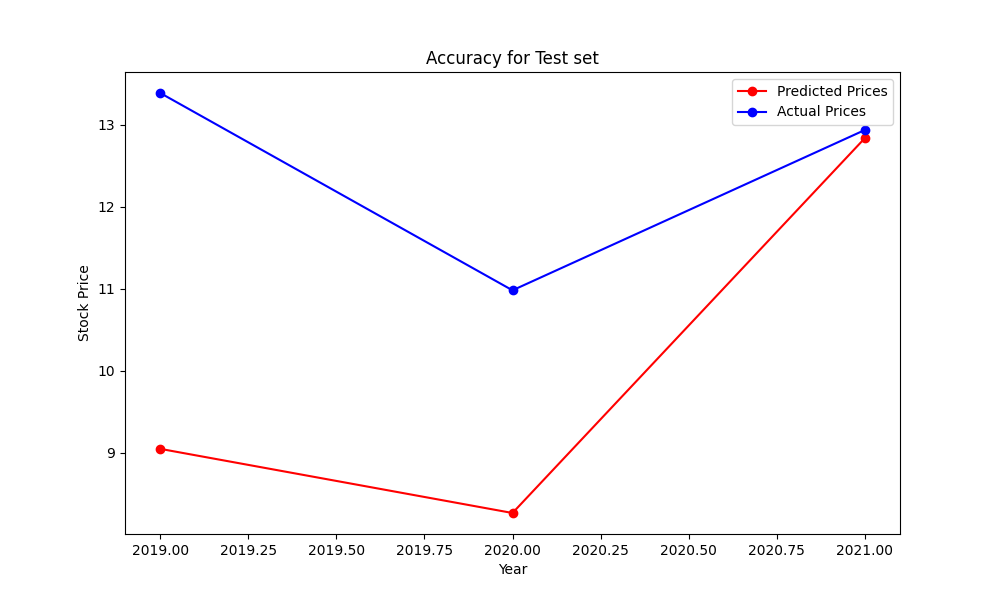 Accuracy for Test set
Predicted Prices
Actual Prices
13
12
11
10
9
Stock Price
2019.00 2019.25 2019.50 2019.75 2020.00 2020.25 2020.50 2020.75 2021.00
Year